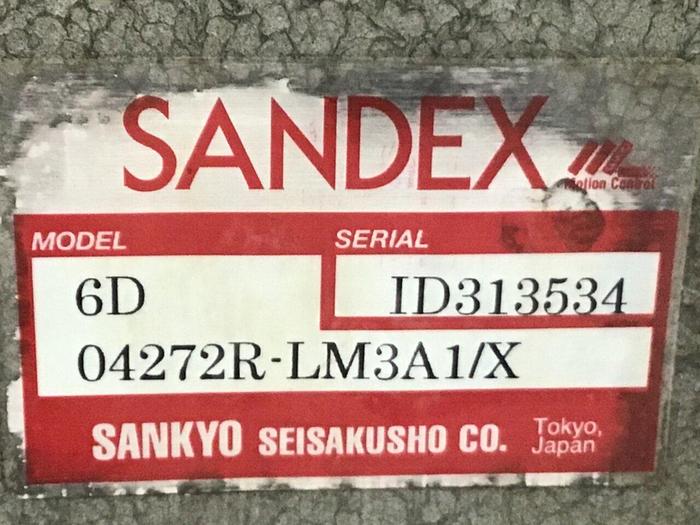 SANDEX
Motion Control
MODEL SERIAL
6D ID313534
04272R-LM3A1/X
SANKYO SEISAKUSHO CO. Tokyo,
Japan